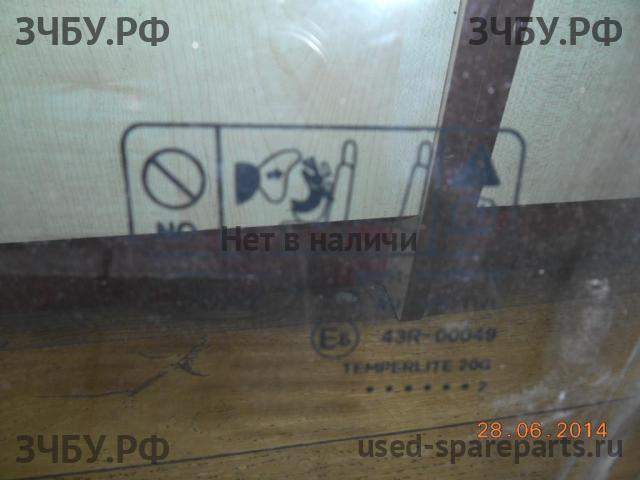 ЗЧБУ.РФ ЗЧБУ.РФ
NO
Нет в наличи
E6 43R-00049
TEMPERLITE 20G
• • • • • • 2
28.06.2014
ЗЧБУ.РФ used-spareparts.ru